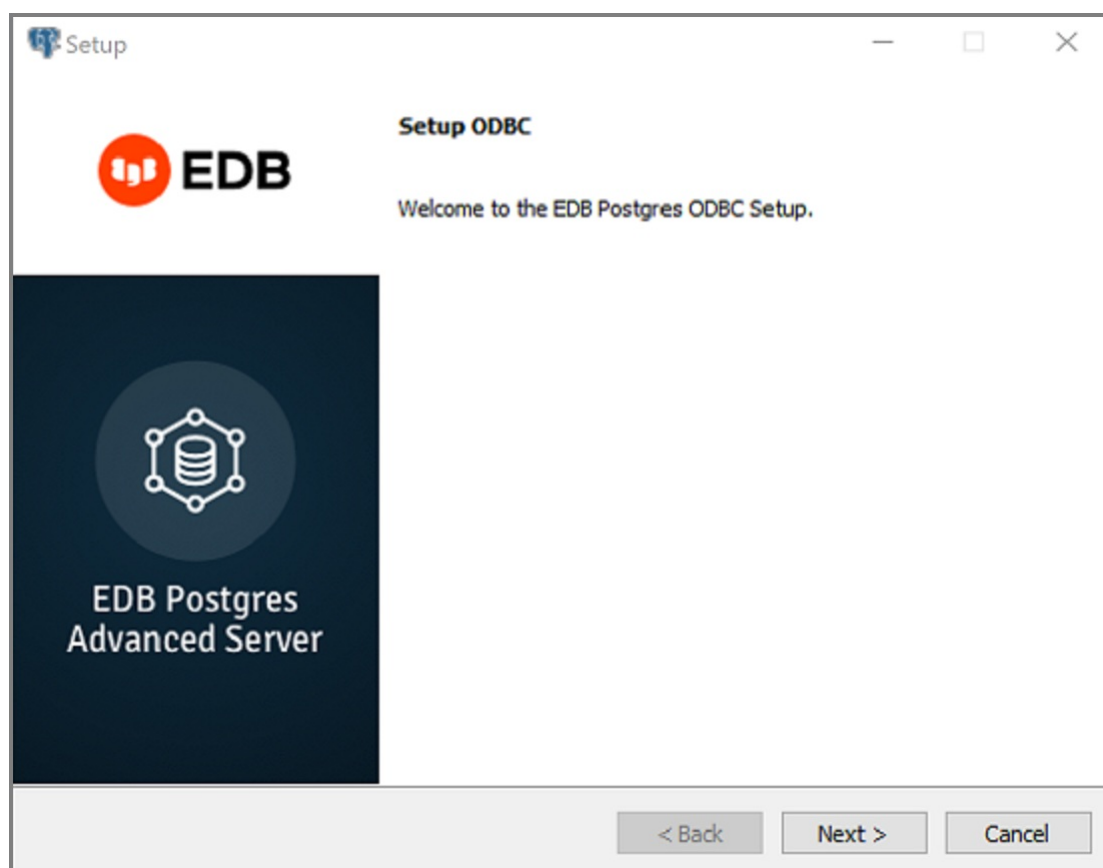 Setup
EDB
Setup ODBC
Welcome to the EDB Postgres ODBC Setup.
EDB Postgres
Advanced Server
< Back
Next >
Cancel